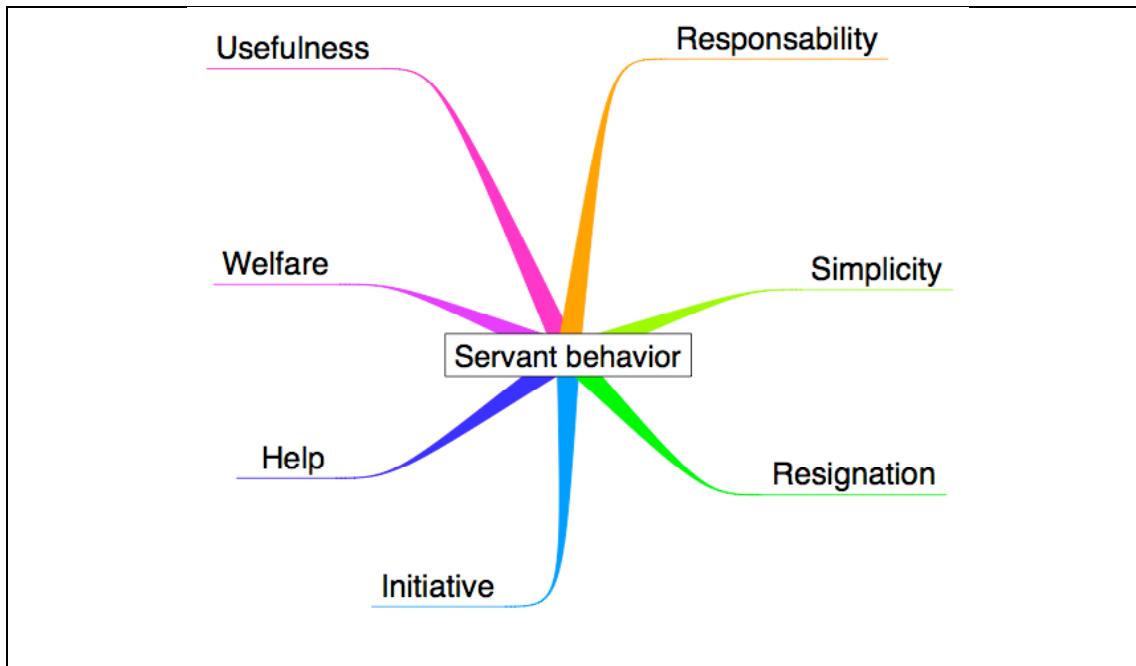 Usefulness
Responsability
Welfare
Simplicity
Servant behavior
Help
Resignation
Initiative